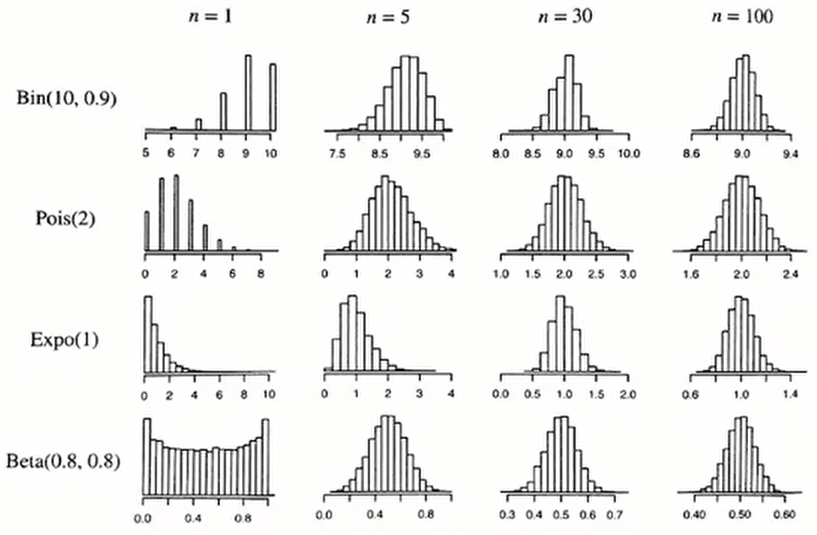 n = 1 n = 5 n = 30 n = 100
Bin(10, 0.9)
5 6 7 8 9 10 7.5 8.5 9.5 8.0 8.5 9.0 9.5 10.0 8.6 9.0 9.4
Pois(2)
0 2 4 6 8 0 1 2 3 4 1.0 1.5 2.0 2.5 3.0 1.6 2.0 2.4
Expo(1)
0 2 4 6 8 10 0 1 2 3 4 0.0 0.5 1.0 1.5 2.0 0.6 1.0 1.4
Beta(0.8, 0.8)
0.0 0.4 0.8 0.0 0.4 0.8 0.3 0.4 0.5 0.6 0.7 0.40 0.50 0.60